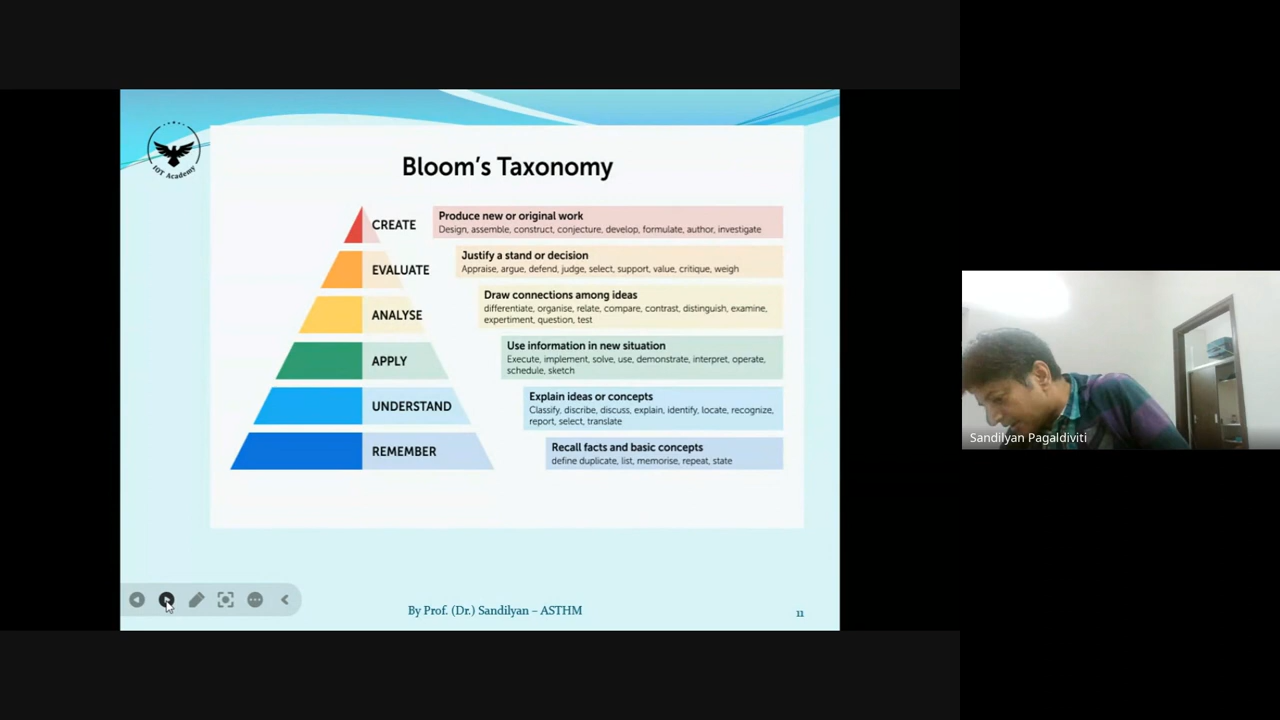 IOT Academy
Bloom's Taxonomy
CREATE
Produce new or original work
Design, assemble, construct, conjecture, develop, formulate, author, investigate
EVALUATE
Justify a stand or decision
Appraise, argue, defend, judge, select, support, value, critique, weigh
ANALYSE
Draw connections among ideas
differentiate, organise, relate, compare, contrast, distinguish, examine,
expertiment, question, test
APPLY
Use information in new situation
Execute, implement, solve, use, demonstrate, interpret, operate,
schedule, sketch
UNDERSTAND
Explain ideas or concepts
Classify, discribe, discuss, explain, identify, locate, recognize,
report, select, translate
REMEMBER
Recall facts and basic concepts
define duplicate, list, memorise, repeat, state
By Prof. (Dr.) Sandilyan – ASTHM
11
Sandilyan Pagaldiviti